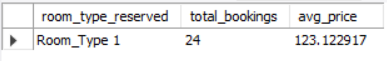 room_type_reserved total_bookings avg_price
Room_Type 1 24 123.122917